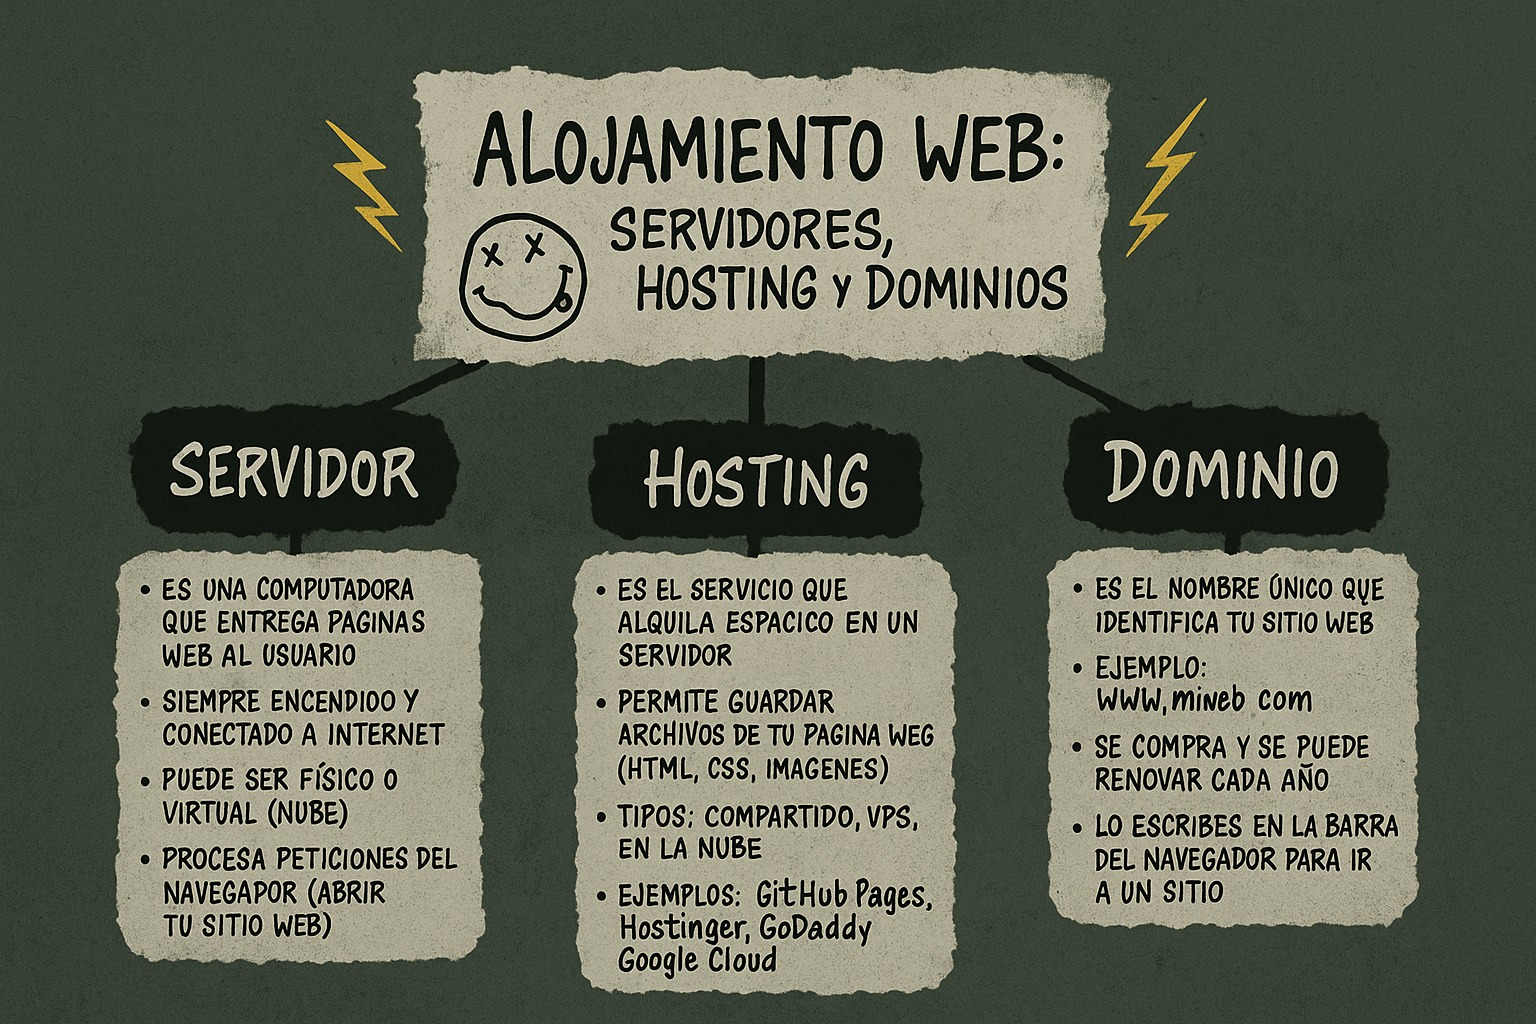 ALOJAMIENTO WEB:
SERVIDORES,
HOSTING Y DOMINIOS
SERVIDOR
• ES UNA COMPUTADORA
QUE ENTREGA PAGINAS
WEB AL USUARIO
• SIEMPRE ENCENDIDO Y
CONECTADO A INTERNET
• PUEDE SER FÍSICO O
VIRTUAL (NUBE)
• PROCESA PETICIONES DEL
NAVEGAPOR (ABRIR
TU SITIO WEB)
HOSTING
• ES EL SERVICIO QUE
ALQUILA ESPACICO EN UN
SERVIDOR
• PERMITE GUARDAR
ARCHIVOS DE TU PAGINA WEG
(HTML, CSS, IMAGENES)
• TIPOS: COMPARTIDO, VPS,
EN LA NUBE
• EJEMPLOS: GitHub Pages,
Hostinger, GoDaddy
Google Cloud
DOMINIO
• ES EL NOMBRE ÚNICO QUE
IDENTIFICA TU SITIO WEB
• EJEMPLO:
WWW,mineb com
• SE COMPRA Y SE PUEDE
RENOVAR CADA AÑO
• LO ESCRIBES EN LA BARRA
DEL NAVEGADOR PARA IR
A UN SITIO